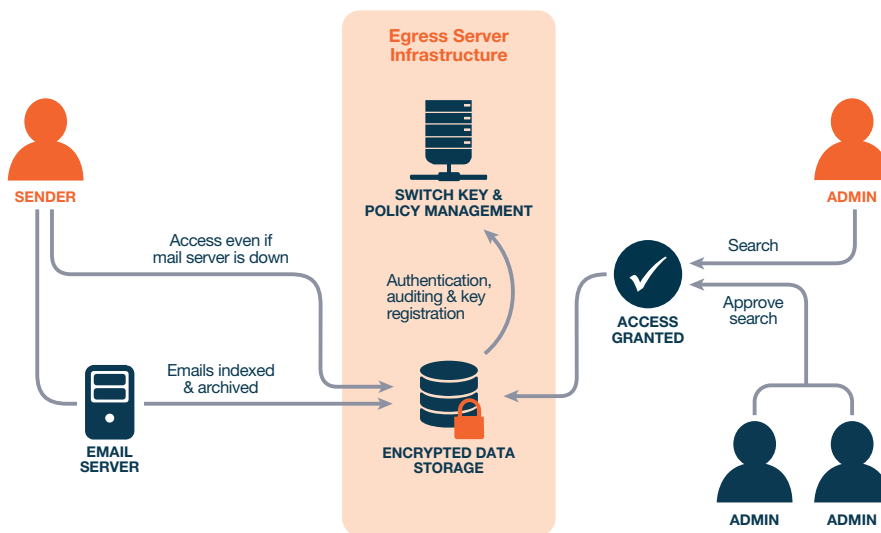 Egress Server
Infrastructure
SENDER
SWITCH KEY &
POLICY MANAGEMENT
ADMIN
Access even if
mail server is down
Search
Authentication,
auditing & key
registration
Approve
search
ACCESS
GRANTED
Emails indexed
& archived
EMAIL
SERVER
ENCRYPTED DATA
STORAGE
ADMIN
ADMIN